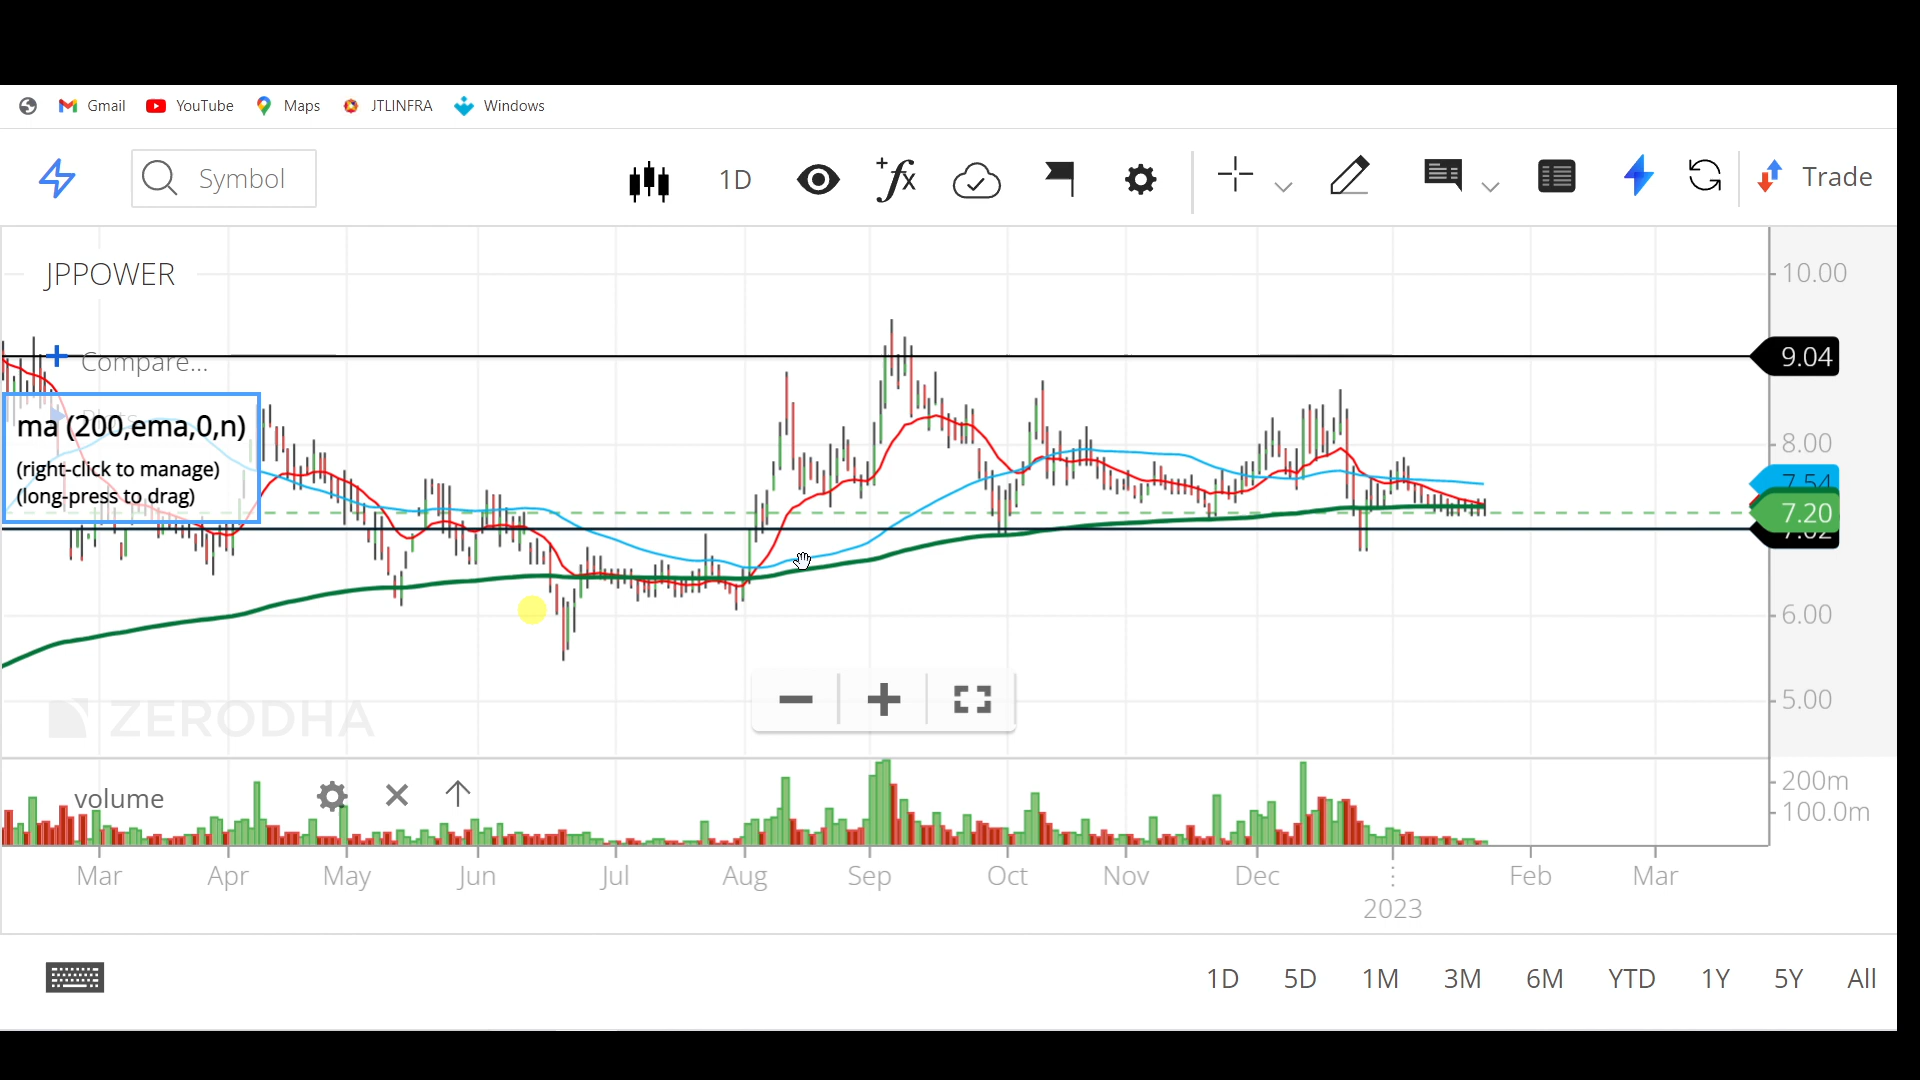 Gmail YouTube Maps JTLINFRA Windows
Symbol 1D Trade
JPPOWER
10.00
9.04
Compare...
ma (200,ema,0,n)
(right-click to manage)
(long-press to drag)
8.00
7.54
7.20
6.00
5.00
ZERODHA
volume
200m
100.0m
Mar Apr May Jun Jul Aug Sep Oct Nov Dec Feb Mar
2023
1D 5D 1M 3M 6M YTD 1Y 5Y All